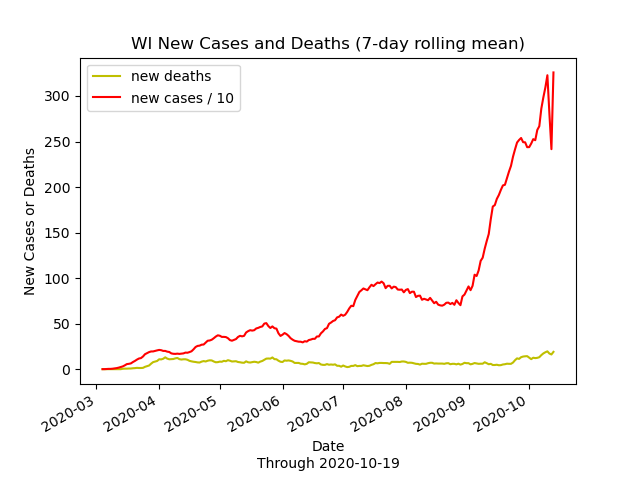 WI New Cases and Deaths (7-day rolling mean)
new deaths
new cases / 10
New Cases or Deaths
300
250
200
150
100
50
0
2020-03
2020-04
2020-05
2020-06
2020-07
2020-08
2020-09
2020-10
Date
Through 2020-10-19